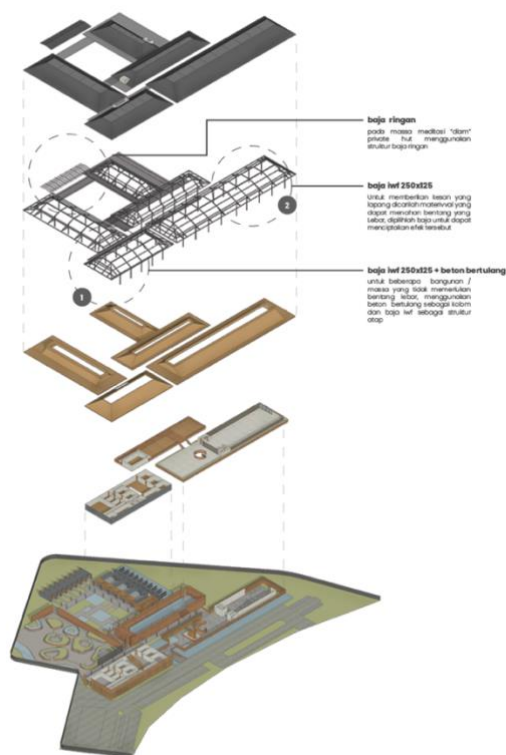 baja ringan
pada massa meditasi "diam"
private hut menggunakan
struktur baja ringan
baja iwf 250x125
Untuk memberikan kesan yang
lapang dicarilah materivral yang
dapat menahan bentang yang
Lebar, dipilihlah baja untuk dapat
menciptakan efek tersebut
2
baja iwf 250x125 + beton bertulang
untuk beberapa bangunan /
massa yang tidak memerlukan
bentang lebar, menggunakan
beton bertulang sebagai kolom
dan baja iwf sebagai struktur
atap
1